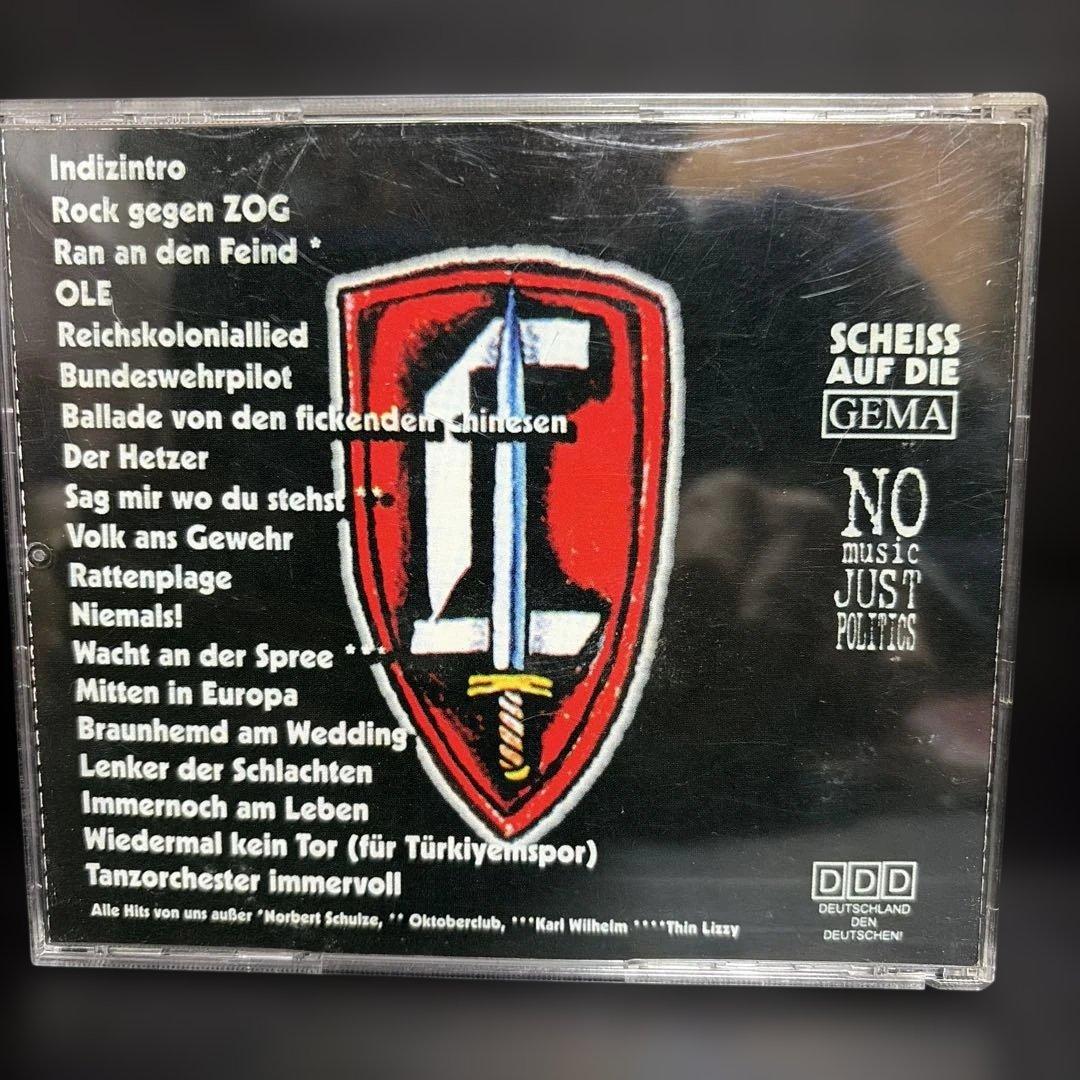 Indizintro
Rock gegen ZOG
Ran an den Feind *
OLE
Reichskoloniallied
Bundeswehrpilot
Ballade von den fickenden Chinesen
Der Hetzer
Sag mir wo du stehst **
Volk ans Gewehr
Rattenplage
Niemals!
Wacht an der Spree ***
Mitten in Europa
Braunhemd am Wedding
Lenker der Schlachten
Immernoch am Leben
Wiedermal kein Tor (für Türkiyemspor)
Tanzorchester immervoll
Alle Hits von uns außer *Norbert Schulze, ** Oktoberclub, ***Karl Wilhelm ****Thin Lizzy
SCHEISS
AUF DIE
GEMA
NO
music
JUST
POLITICS
DDD
DEUTSCHLAND
DEN
DEUTSCHEN!